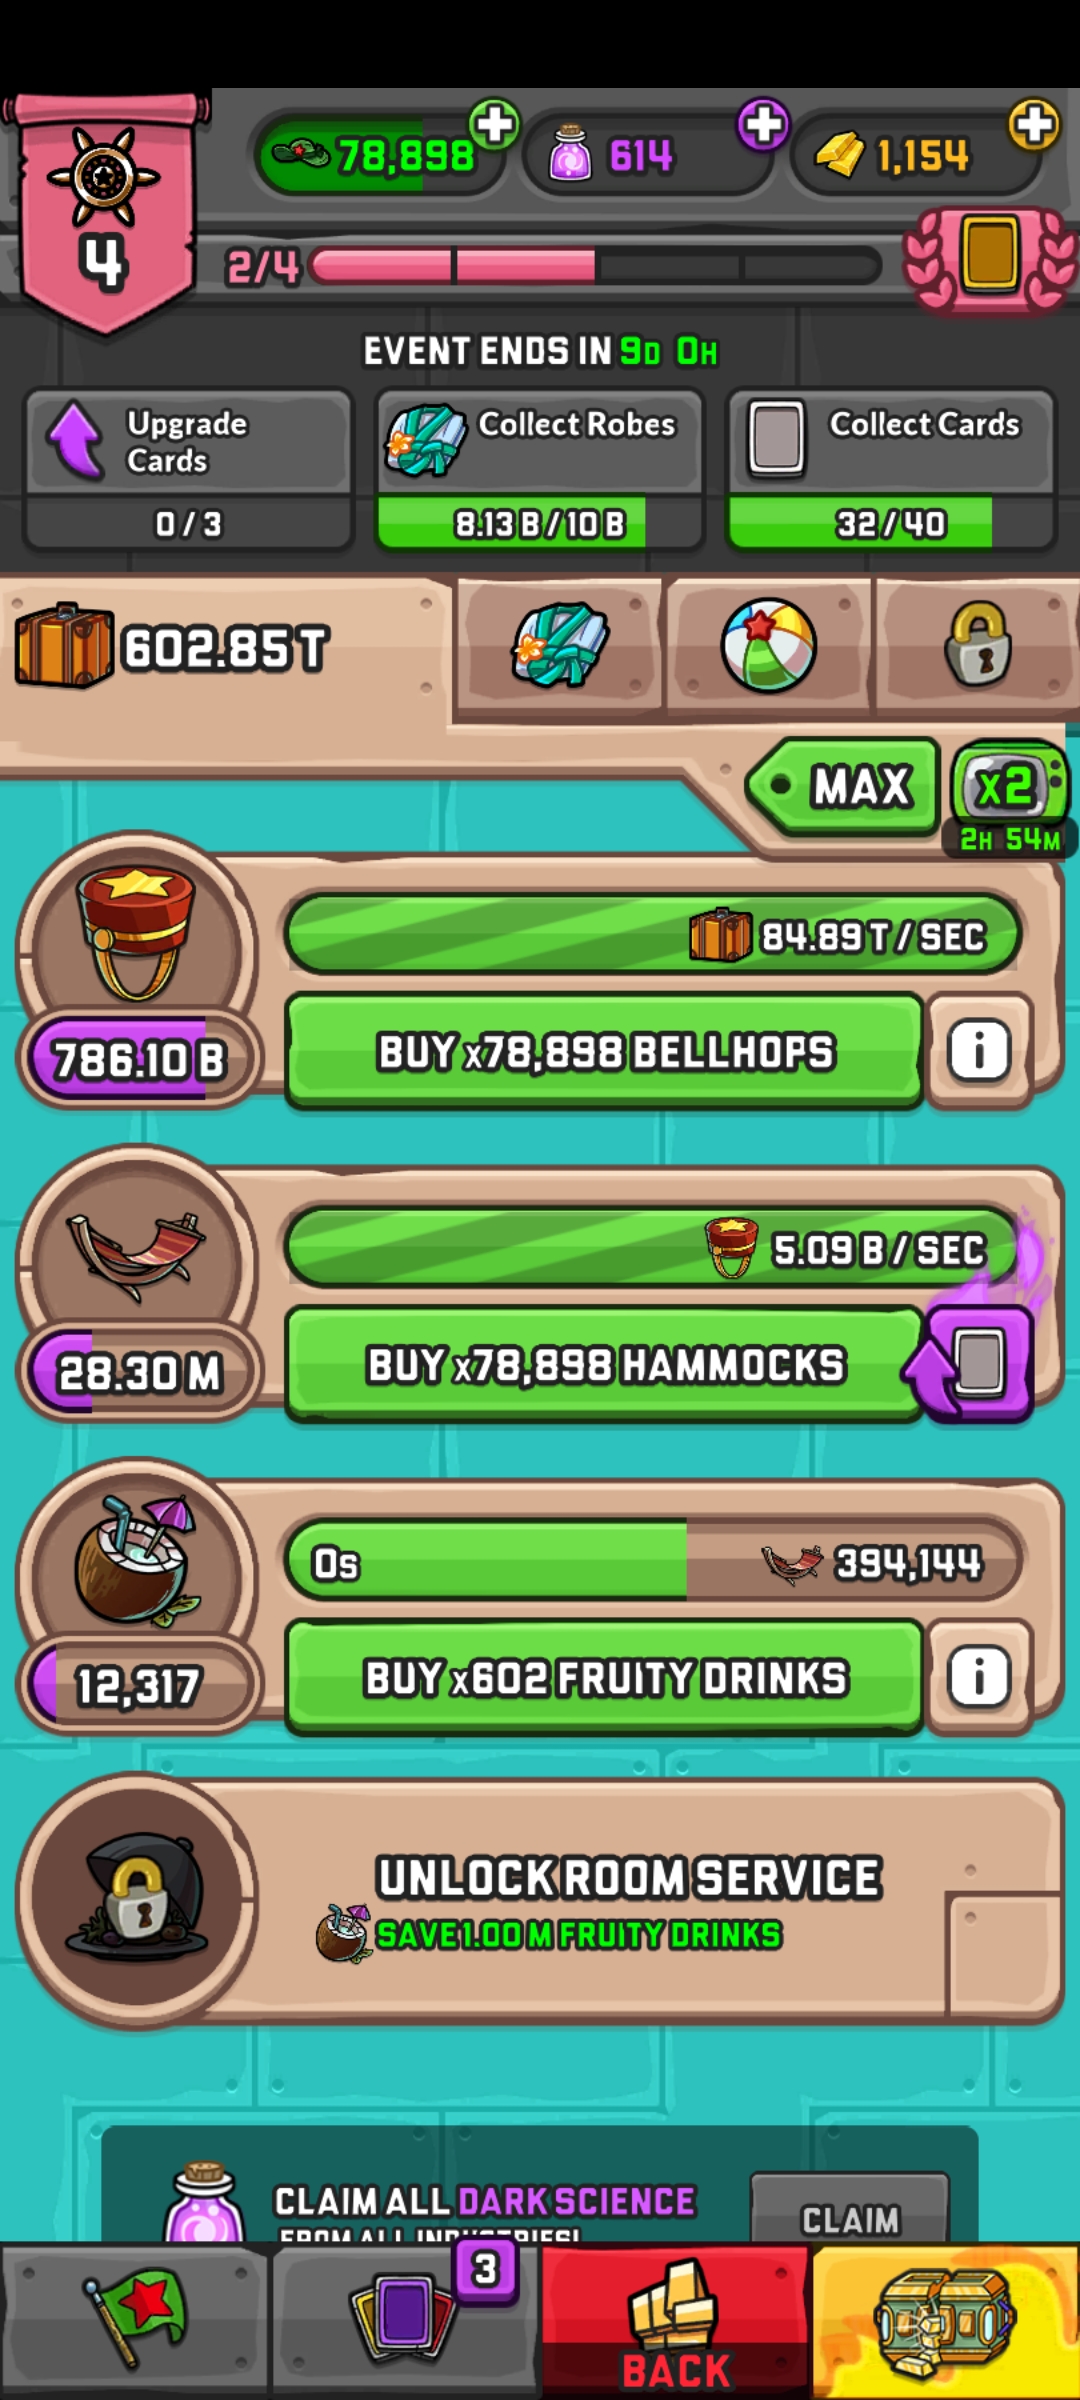 78,898
614
1,154
4
2/4
EVENT ENDS IN 9D 0H
Upgrade
Cards
Collect Robes
Collect Cards
0 / 3
8.13 B / 10 B
32 / 40
602.85 T
MAX
x2
2H 54M
84.89 T / SEC
786.10 B
BUY x78,898 BELLHOPS
i
5.09 B / SEC
28.30 M
BUY x78,898 HAMMOCKS
0s
394,144
12,317
BUY x602 FRUITY DRINKS
i
UNLOCK ROOM SERVICE
SAVE 1.00 M FRUITY DRINKS
CLAIM ALL DARK SCIENCE
FROM ALL INDUSTRIES!
CLAIM
3
BACK